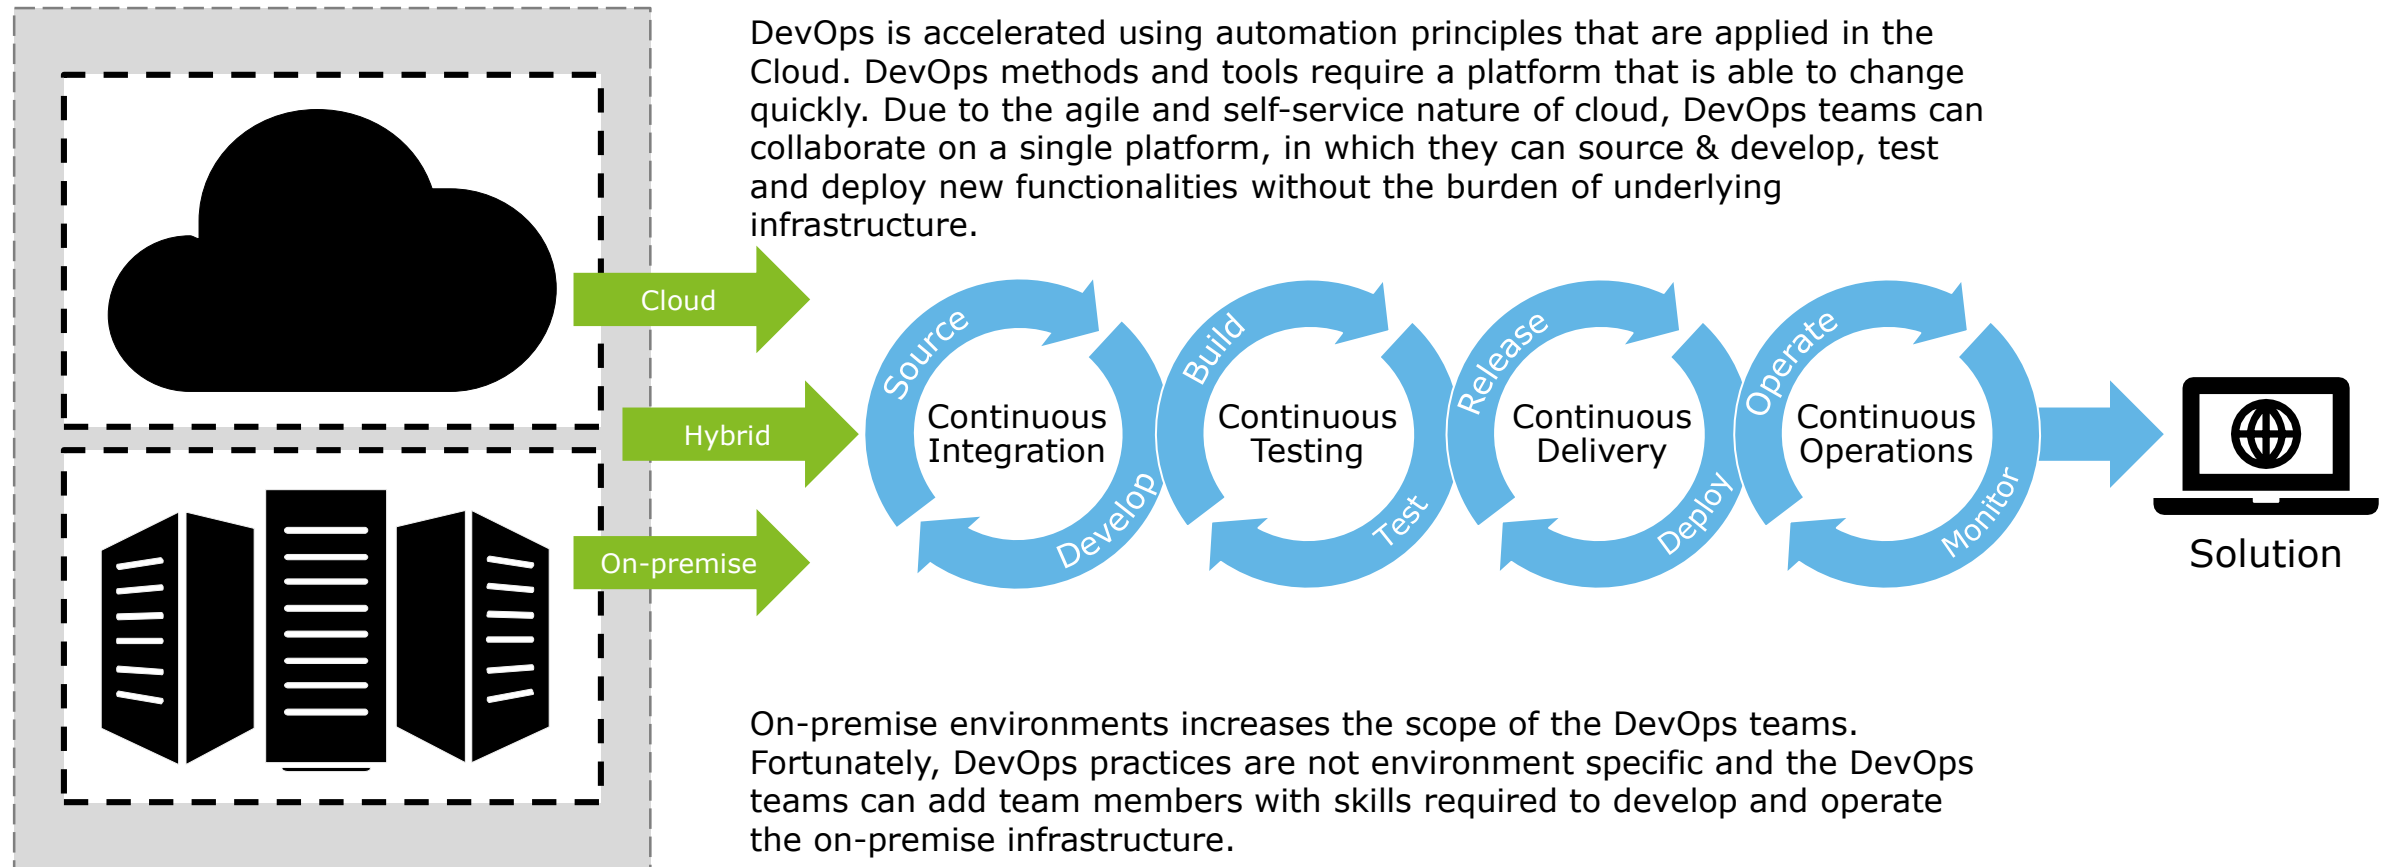 DevOps is accelerated using automation principles that are applied in the
Cloud. DevOps methods and tools require a platform that is able to change
quickly. Due to the agile and self-service nature of cloud, DevOps teams can
collaborate on a single platform, in which they can source & develop, test
and deploy new functionalities without the burden of underlying
infrastructure.
Cloud
Hybrid
On-premise
Source
Continuous
Integration
Develop
Build
Continuous
Testing
Test
Release
Continuous
Delivery
Deploy
Operate
Continuous
Operations
Monitor
Solution
On-premise environments increases the scope of the DevOps teams.
Fortunately, DevOps practices are not environment specific and the DevOps
teams can add team members with skills required to develop and operate
the on-premise infrastructure.